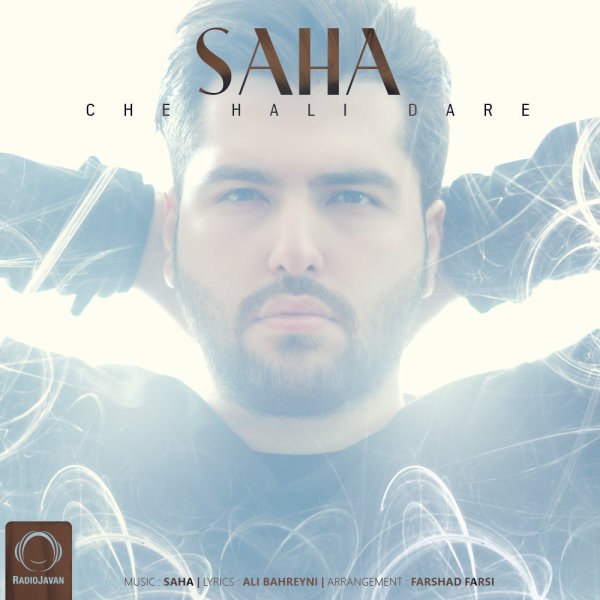 SAHA
CHE HALI DARE
RADIOJAVAN
MUSIC : SAHA | LYRICS : ALI BAHREYNI | ARRANGEMENT : FARSHAD FARSI